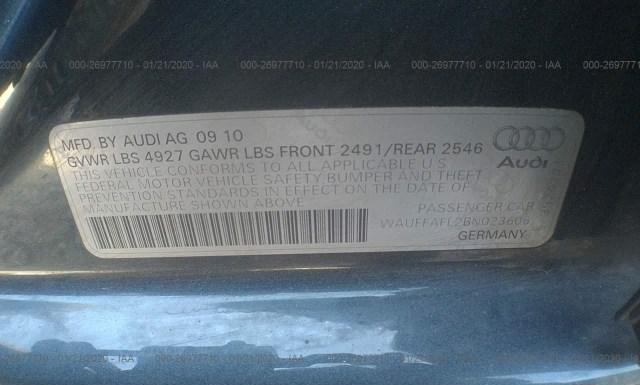 000-26977710 - 01/21/2020 - IAA
MFD. BY AUDI AG 09 10
GVWR LBS 4927 GAWR LBS FRONT 2491/REAR 2546
THIS VEHICLE CONFORMS TO ALL APPLICABLE U.S.
FEDERAL MOTOR VEHICLE SAFETY BUMPER AND THEFT
PREVENTION STANDARDS IN EFFECT ON THE DATE OF
MANUFACTURE SHOWN ABOVE
Audi
PASSENGER CAR
WAUFFAFL2BN023606
GERMANY